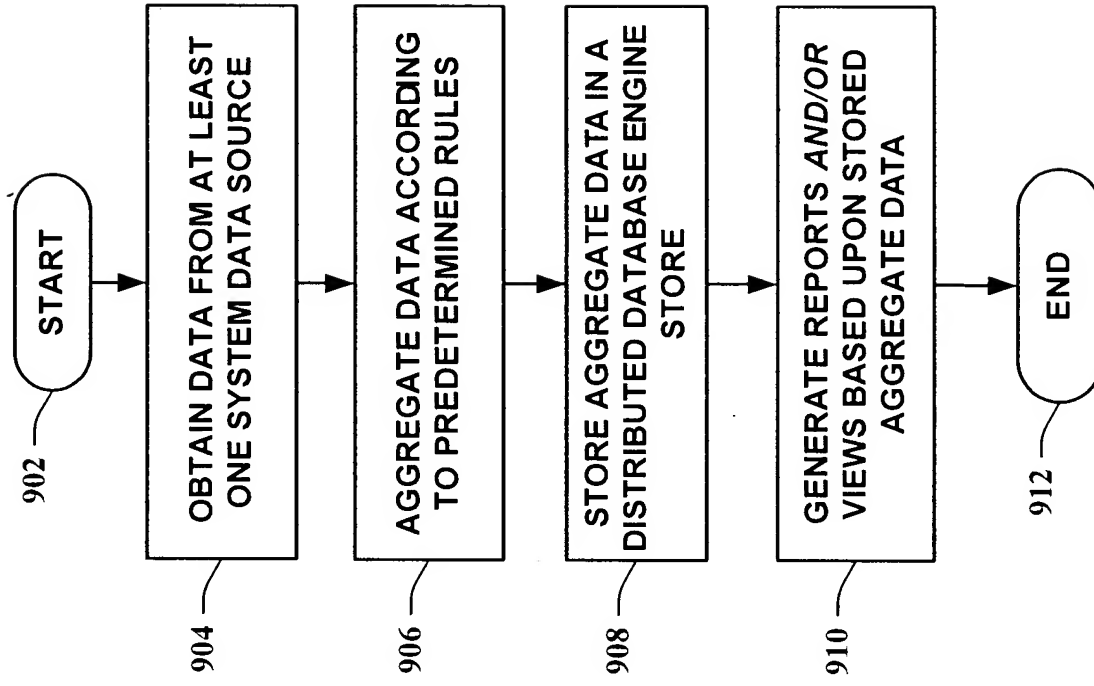 902
START
904
OBTAIN DATA FROM AT LEAST
ONE SYSTEM DATA SOURCE
906
AGGREGATE DATA ACCORDING
TO PREDETERMINED RULES
908
STORE AGGREGATE DATA IN A
DISTRIBUTED DATABASE ENGINE
STORE
910
GENERATE REPORTS AND/OR
VIEWS BASED UPON STORED
AGGREGATE DATA
912
END